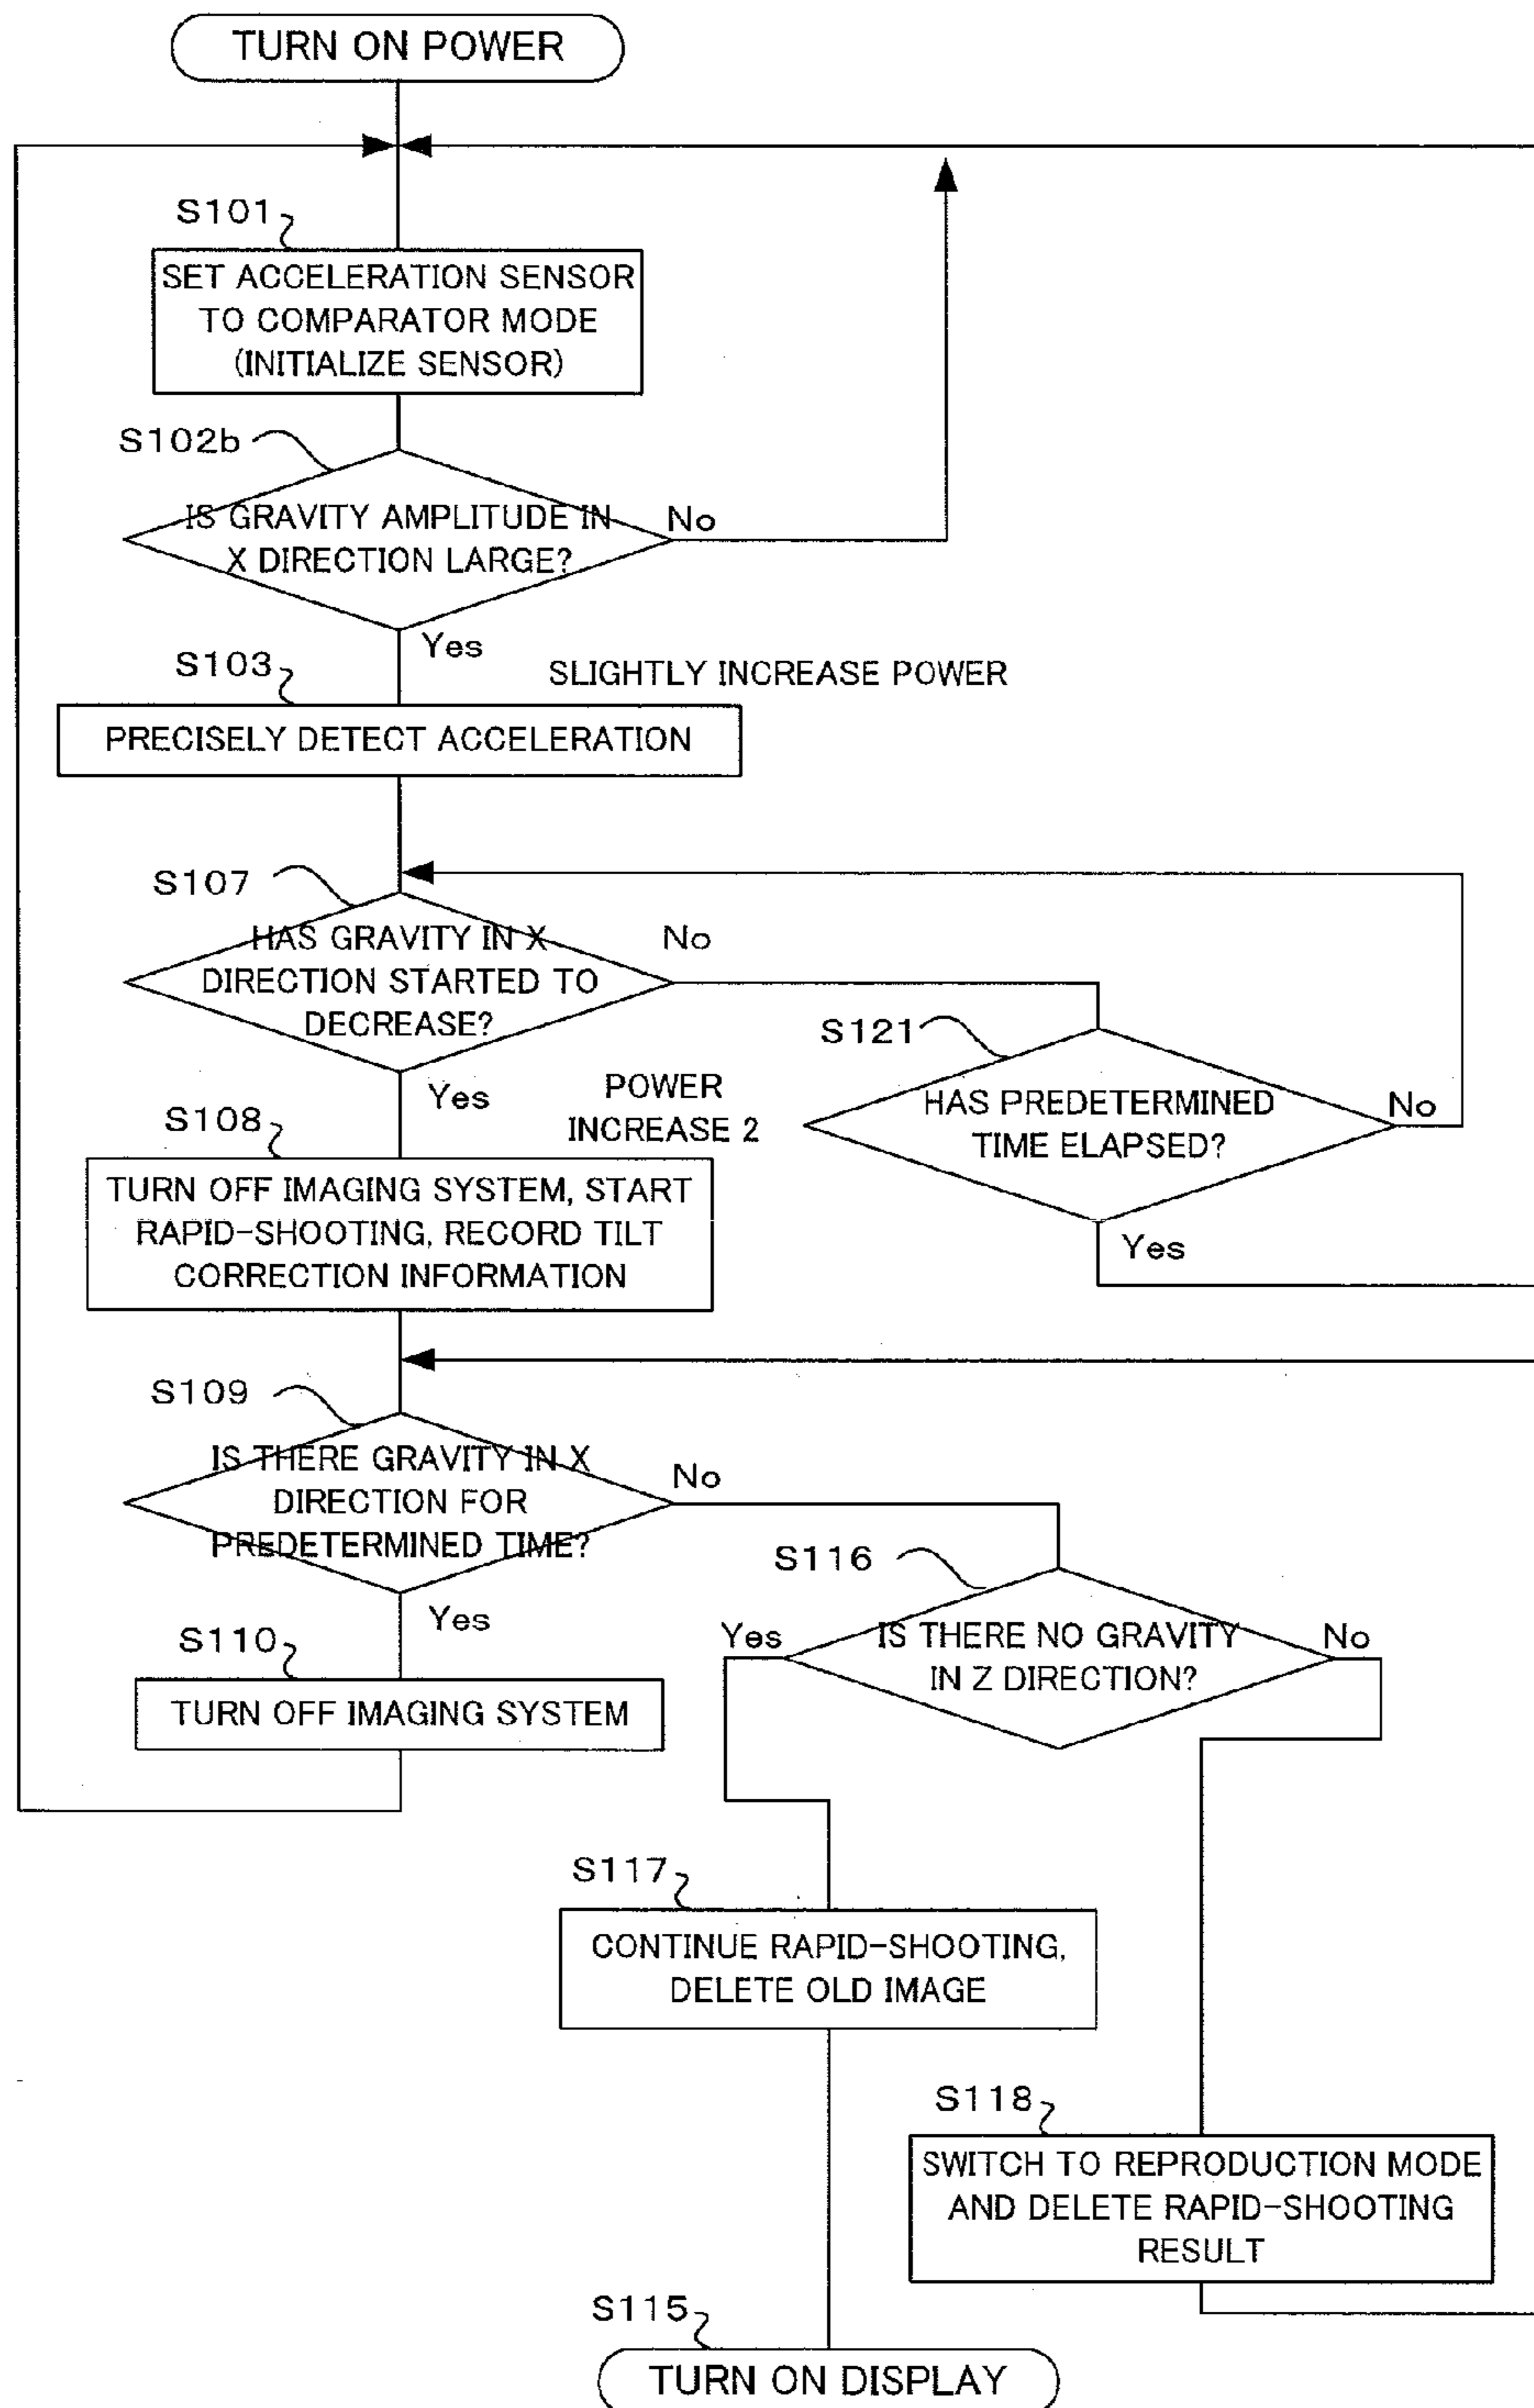 TURN ON POWER
S101
SET ACCELERATION SENSOR
TO COMPARATOR MODE
(INITIALIZE SENSOR)
S102b
IS GRAVITY AMPLITUDE IN
X DIRECTION LARGE?
No
Yes
S103
SLIGHTLY INCREASE POWER
PRECISELY DETECT ACCELERATION
S107
HAS GRAVITY IN X
DIRECTION STARTED TO
DECREASE?
No
Yes
S121
HAS PREDETERMINED
TIME ELAPSED?
No
Yes
POWER
INCREASE 2
S108
TURN OFF IMAGING SYSTEM, START
RAPID-SHOOTING, RECORD TILT
CORRECTION INFORMATION
S109
IS THERE GRAVITY IN X
DIRECTION FOR
PREDETERMINED TIME?
No
Yes
S116
IS THERE NO GRAVITY
IN Z DIRECTION?
Yes
No
S110
TURN OFF IMAGING SYSTEM
S117
CONTINUE RAPID-SHOOTING,
DELETE OLD IMAGE
S118
SWITCH TO REPRODUCTION MODE
AND DELETE RAPID-SHOOTING
RESULT
S115
TURN ON DISPLAY